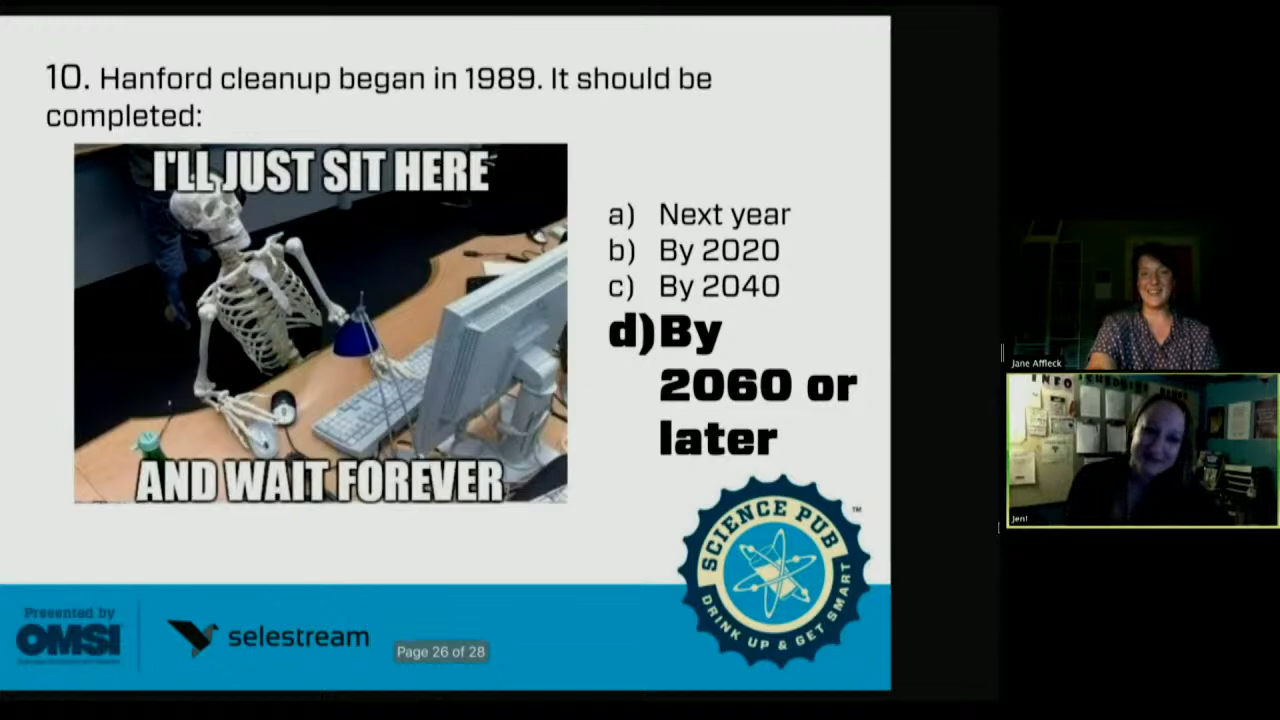 10. Hanford cleanup began in 1989. It should be
completed:
I'LL JUST SIT HERE
AND WAIT FOREVER
a) Next year
b) By 2020
c) By 2040
d) By
2060 or
later
SCIENCE PUB
DRINK UP & GET SMART
TM
Presented by
OMSI
selestream
Page 26 of 28
Jane Affleck
Jen!